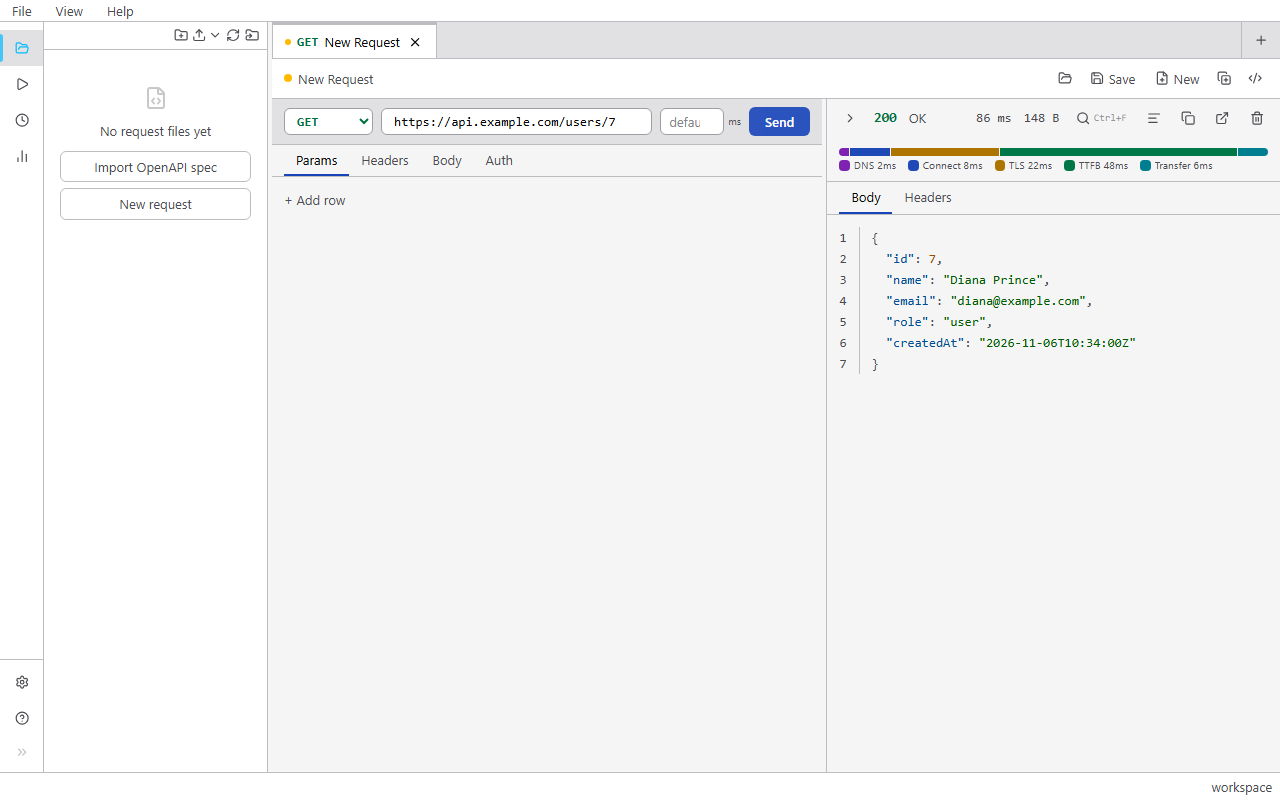 File View Help
No request files yet
Import OpenAPI spec
New request
GET New Request
New Request
Save New
GET https://api.example.com/users/7 defau ms Send
Params Headers Body Auth
+ Add row
200 OK 86 ms 148 B Ctrl+F
DNS 2ms Connect 8ms TLS 22ms TTFB 48ms Transfer 6ms
Body Headers
1 {
2 "id": 7,
3 "name": "Diana Prince",
4 "email": "diana@example.com",
5 "role": "user",
6 "createdAt": "2026-11-06T10:34:00Z"
7 }
workspace